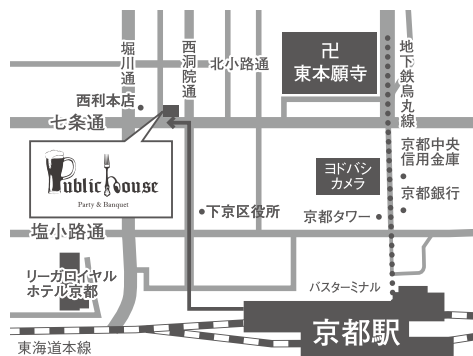 堀川通
西洞院通
北小路通
卍
東本願寺
地下鉄烏丸線
西利本店
七条通
京都中央
信用金庫
ヨドバシ
カメラ
京都銀行
Public house
Party & Banquet
下京区役所
京都タワー
塩小路通
リーガロイヤル
ホテル京都
バスターミナル
京都駅
東海道本線